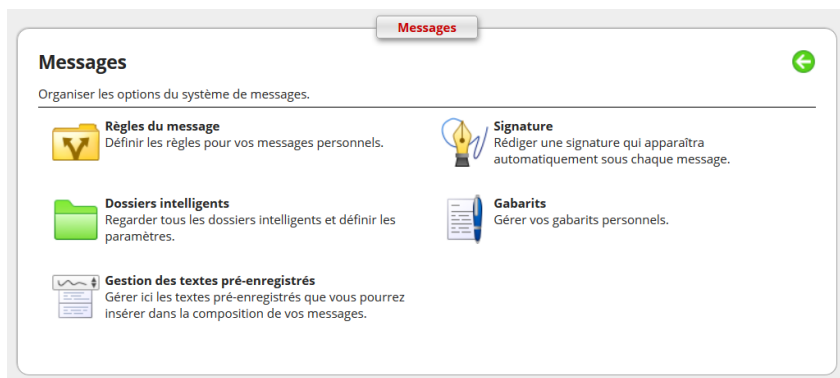 Messages
Messages
Organiser les options du système de messages.
Règles du message
Définir les règles pour vos messages personnels.
Signature
Rédiger une signature qui apparaîtra
automatiquement sous chaque message.
Dossiers intelligents
Regarder tous les dossiers intelligents et définir les
paramètres.
Gabarits
Gérer vos gabarits personnels.
Gestion des textes pré-enregistrés
Gérer ici les textes pré-enregistrés que vous pourrez
insérer dans la composition de vos messages.